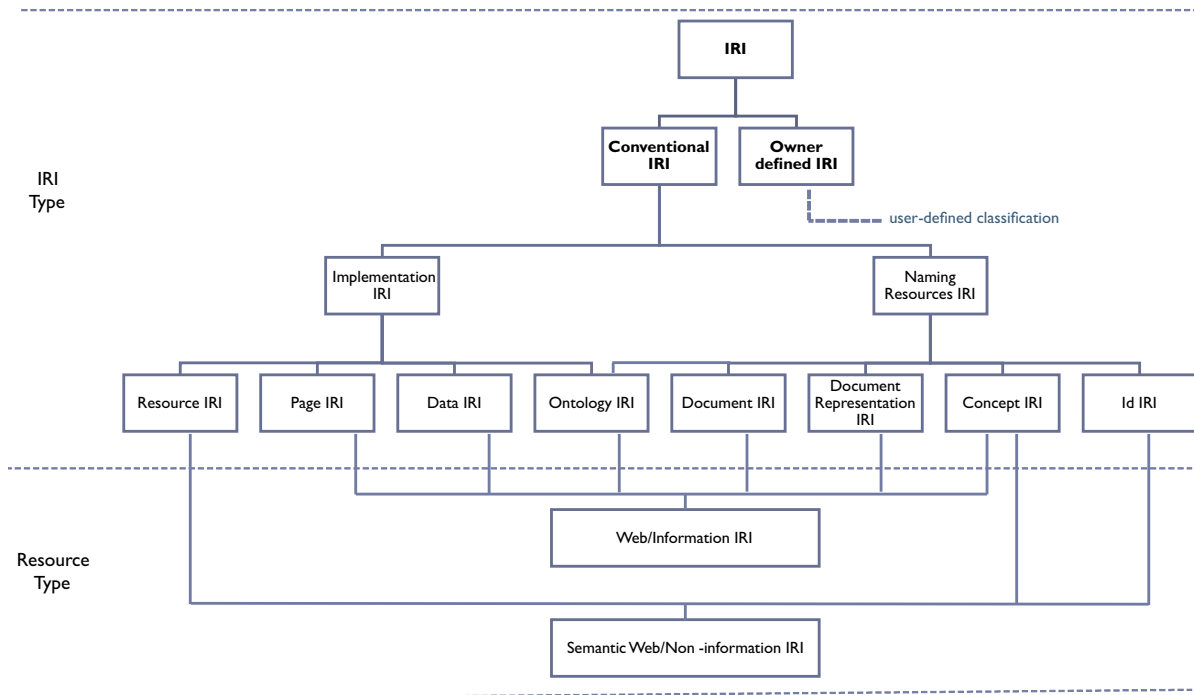 IRI
Conventional
IRI
Owner
defined IRI
IRI
Type
user-defined classification
Implementation
IRI
Naming
Resources IRI
Resource IRI
Page IRI
Data IRI
Ontology IRI
Document IRI
Document
Representation
IRI
Concept IRI
Id IRI
Web/Information IRI
Resource
Type
Semantic Web/Non -information IRI